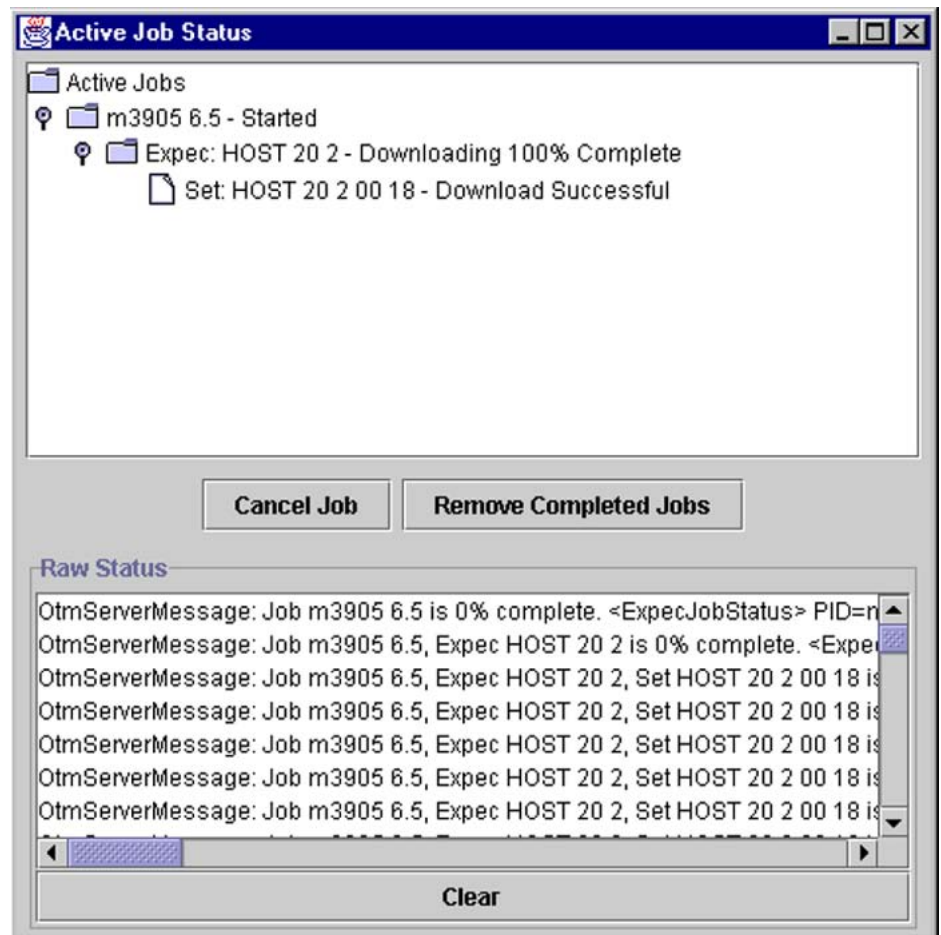 Active Job Status
Active Jobs
m3905 6.5 - Started
Expec: HOST 20 2 - Downloading 100% Complete
Set: HOST 20 2 00 18 - Download Successful
Cancel Job
Remove Completed Jobs
Raw Status
OtmServerMessage: Job m3905 6.5 is 0% complete. <ExpecJobStatus> PID=
OtmServerMessage: Job m3905 6.5, Expec HOST 20 2 is 0% complete.
OtmServerMessage: Job m3905 6.5, Expec HOST 20 2, Set HOST 20 2 00 18 is
OtmServerMessage: Job m3905 6.5, Expec HOST 20 2, Set HOST 20 2 00 18 is
OtmServerMessage: Job m3905 6.5, Expec HOST 20 2, Set HOST 20 2 00 18 is
OtmServerMessage: Job m3905 6.5, Expec HOST 20 2, Set HOST 20 2 00 18 is
OtmServerMessage: Job m3905 6.5, Expec HOST 20 2, Set HOST 20 2 00 18 is
Clear